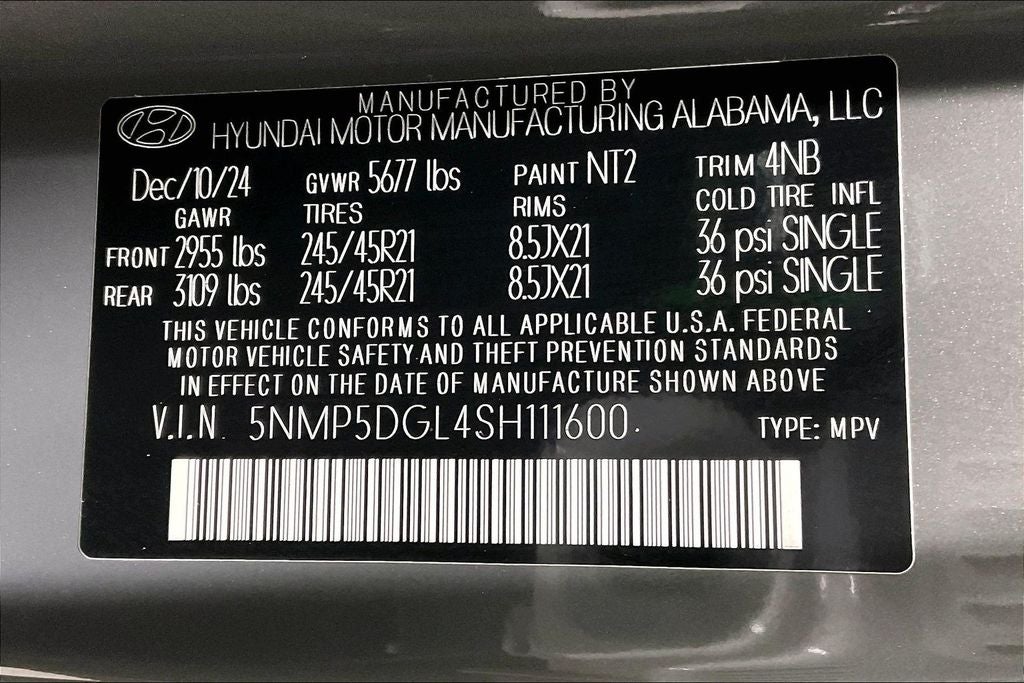 MANUFACTURED BY
HYUNDAI MOTOR MANUFACTURING ALABAMA, LLC
Dec/10/24 GVWR 5677 lbs PAINT NT2 TRIM 4NB
GAWR TIRES RIMS COLD TIRE INFL
FRONT 2955 lbs 245/45R21 8.5JX21 36 psi SINGLE
REAR 3109 lbs 245/45R21 8.5JX21 36 psi SINGLE
THIS VEHICLE CONFORMS TO ALL APPLICABLE U.S.A. FEDERAL
MOTOR VEHICLE SAFETY AND THEFT PREVENTION STANDARDS
IN EFFECT ON THE DATE OF MANUFACTURE SHOWN ABOVE
V.I.N. 5NMP5DGL4SH111600 TYPE: MPV